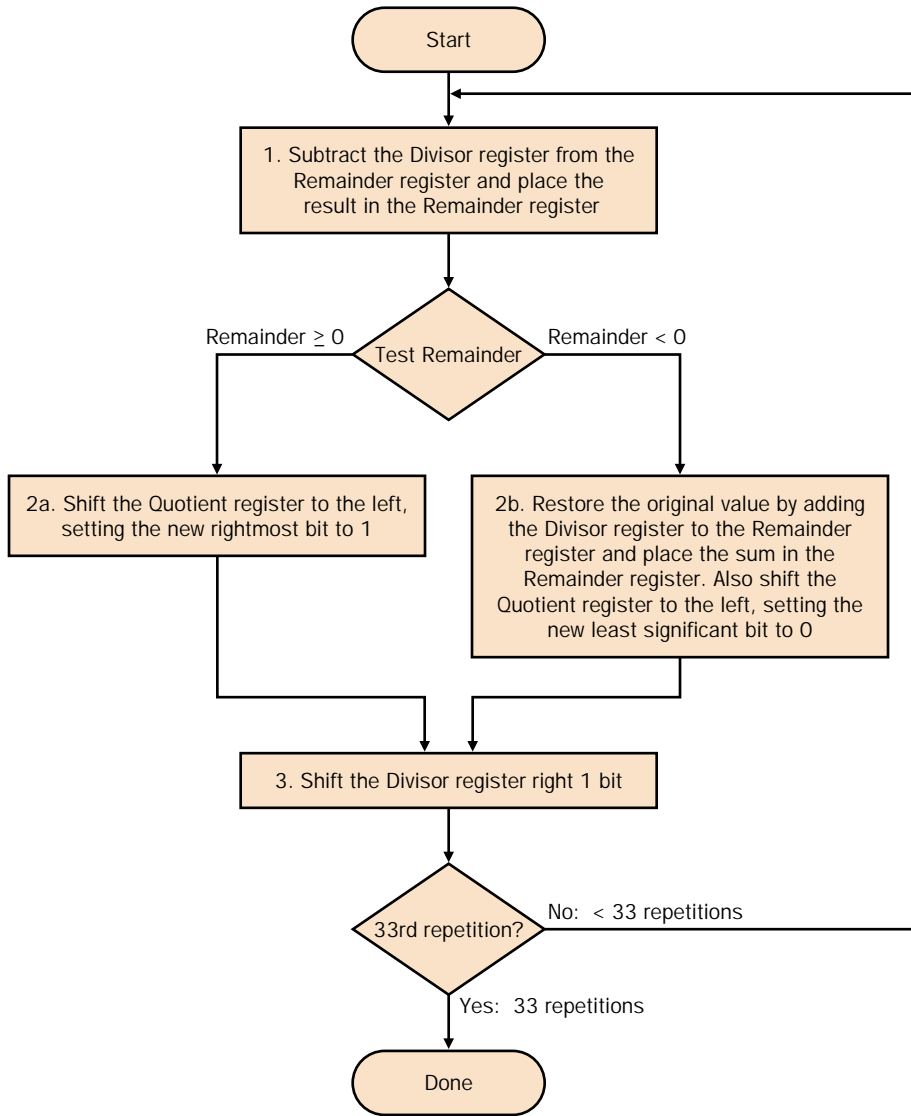 Start
1. Subtract the Divisor register from the
Remainder register and place the
result in the Remainder register
Test Remainder
Remainder ≥ 0
Remainder < 0
2a. Shift the Quotient register to the left,
setting the new rightmost bit to 1
2b. Restore the original value by adding
the Divisor register to the Remainder
register and place the sum in the
Remainder register. Also shift the
Quotient register to the left, setting the
new least significant bit to 0
3. Shift the Divisor register right 1 bit
33rd repetition?
No: < 33 repetitions
Yes: 33 repetitions
Done